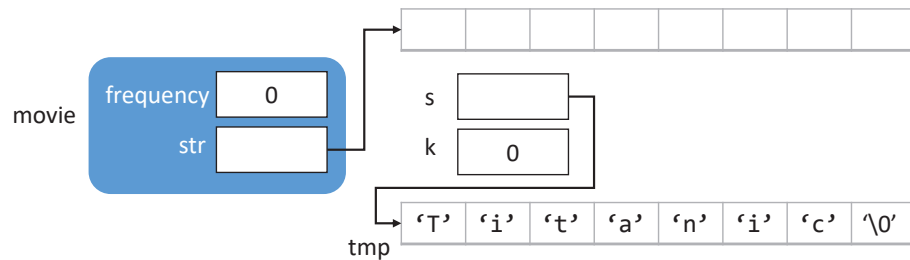 frequency 0
movie
str
s
k 0
‘T’ ‘i’ ‘t’ ‘a’ ‘n’ ‘i’ ‘c’ ‘\0’
tmp